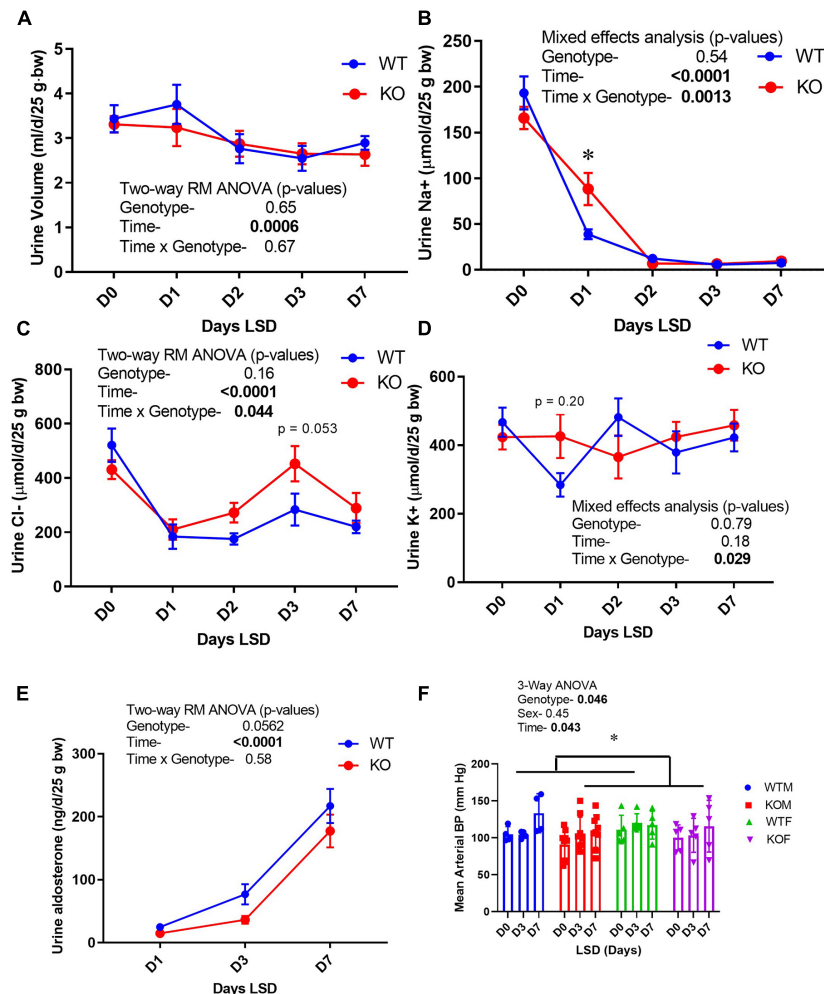 A
Urine Volume (ml/d/25 g·bw)
5
4
3
2
1
0
WT
KO
Two-way RM ANOVA (p-values)
Genotype- 0.65
Time- 0.0006
Time x Genotype- 0.67
D0 D1 D2 D3 D7
Days LSD
B
Urine Na+ (μmol/d/25 g bw)
250
200
150
100
50
0
Mixed effects analysis (p-values)
Genotype- 0.54
Time- <0.0001
Time x Genotype- 0.0013
WT
KO
*
D0 D1 D2 D3 D7
Days LSD
C
Urine Cl- (μmol/d/25 g bw)
800
600
400
200
0
Two-way RM ANOVA (p-values)
Genotype- 0.16
Time- <0.0001
Time x Genotype- 0.044
WT
KO
p = 0.053
D0 D1 D2 D3 D7
Days LSD
D
Urine K+ (μmol/d/25 g bw)
600
400
200
0
WT
KO
p = 0.20
Mixed effects analysis (p-values)
Genotype- 0.0.79
Time- 0.18
Time x Genotype- 0.029
D0 D1 D2 D3 D7
Days LSD
E
Urine aldosterone (ng/d/25 g bw)
300
200
100
0
Two-way RM ANOVA (p-values)
Genotype- 0.0562
Time- <0.0001
Time x Genotype- 0.58
WT
KO
D1 D3 D7
Days LSD
F
3-Way ANOVA
Genotype- 0.046
Sex- 0.45
Time- 0.043
*
Mean Arterial BP (mm Hg)
200
150
100
50
0
WTM
KOM
WTF
KOF
D0 D3 D7 D0 D3 D7 D0 D3 D7 D0 D3 D7
LSD (Days)